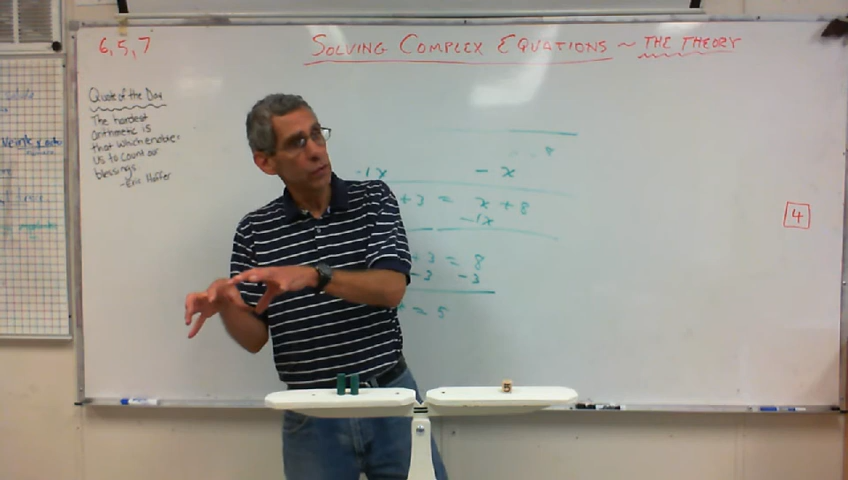 6, 5, 7
SOLVING COMPLEX EQUATIONS ~ THE THEORY
Quote of the Day
The hardest
arithmetic is
that which enables
us to count our
blessings
-Eric Hoffer
-1x - x
+3 = x + 8
-1x
+3 = 8
-3 -3
= 5
4
5